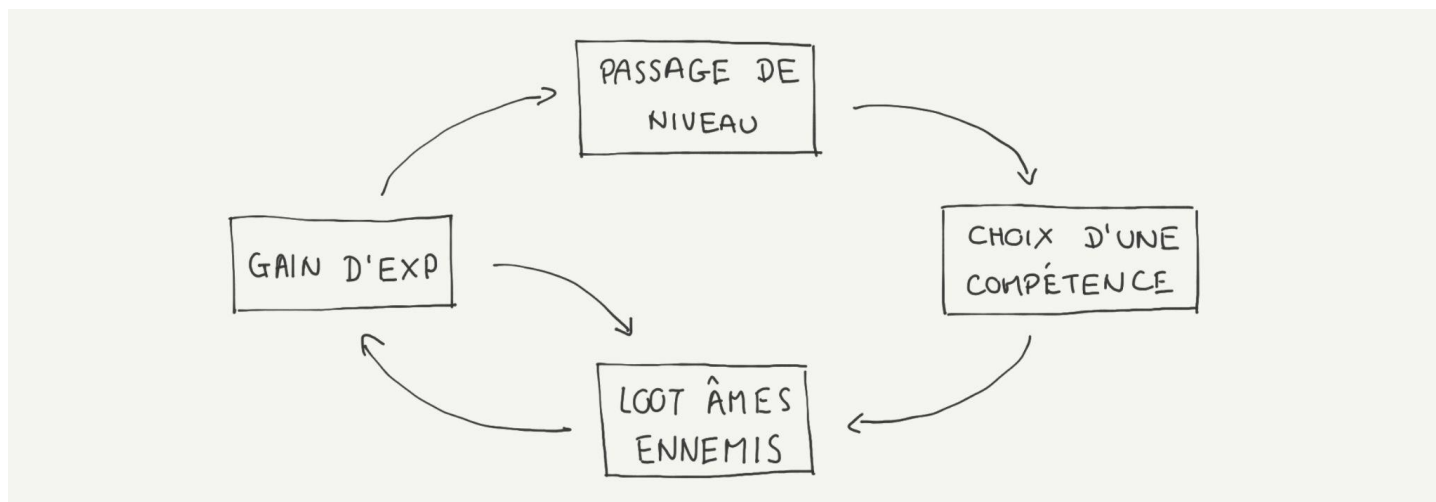 PASSAGE DE
NIVEAU
GAIN D'EXP
CHOIX D'UNE
COMPÉTENCE
LOOT ÂMES
ENNEMIS